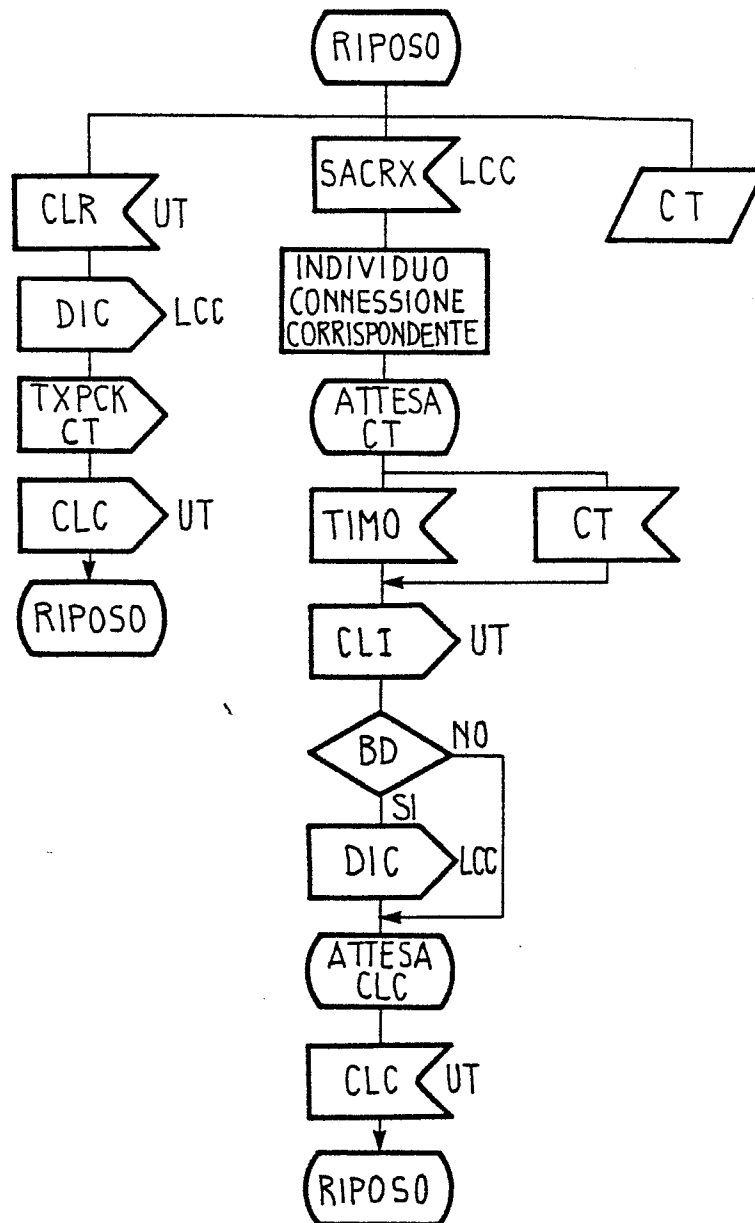 RIPOSO
SACRX LCC
CLR UT
CT
INDIVIDUO
CONNESSIONE
CORRISPONDENTE
DIC LCC
TXPCK
CT
ATTESA
CT
CLC UT
TIMO
CT
RIPOSO
CLI UT
BD
NO
SI
DIC LCC
ATTESA
CLC
CLC UT
RIPOSO